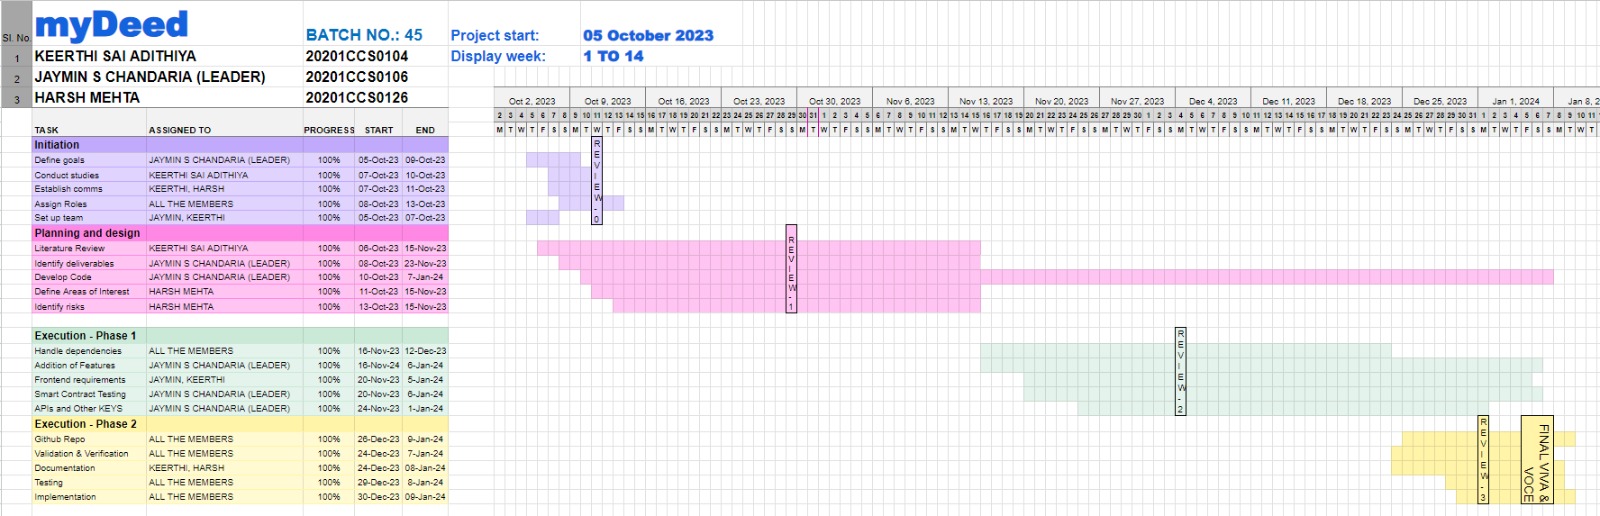 myDeed
Sl. No. BATCH NO.: 45 Project start: 05 October 2023
1 KEERTHI SAI ADITHIYA 20201CCS0104 Display week: 1 TO 14
2 JAYMIN S CHANDARIA (LEADER) 20201CCS0106
3 HARSH MEHTA 20201CCS0126
Oct 2, 2023 Oct 9, 2023 Oct 16, 2023 Oct 23, 2023 Oct 30, 2023 Nov 6, 2023 Nov 13, 2023 Nov 20, 2023 Nov 27, 2023 Dec 4, 2023 Dec 11, 2023 Dec 18, 2023 Dec 25, 2023 Jan 1, 2024 Jan 8, 2
TASK ASSIGNED TO PROGRESS START END
Initiation
Define goals JAYMIN S CHANDARIA (LEADER) 100% 05-Oct-23 09-Oct-23
Conduct studies KEERTHI SAI ADITHIYA 100% 07-Oct-23 10-Oct-23
Establish comms KEERTHI, HARSH 100% 07-Oct-23 11-Oct-23
Assign Roles ALL THE MEMBERS 100% 08-Oct-23 13-Oct-23
Set up team JAYMIN, KEERTHI 100% 05-Oct-23 07-Oct-23
REVIEW-0
Planning and design
Literature Review KEERTHI SAI ADITHIYA 100% 06-Oct-23 15-Nov-23
Identify deliverables JAYMIN S CHANDARIA (LEADER) 100% 08-Oct-23 23-Nov-23
Develop Code JAYMIN S CHANDARIA (LEADER) 100% 10-Oct-23 7-Jan-24
Define Areas of Interest HARSH MEHTA 100% 11-Oct-23 15-Nov-23
Identify risks HARSH MEHTA 100% 13-Oct-23 15-Nov-23
REVIEW-1
Execution - Phase 1
Handle dependencies ALL THE MEMBERS 100% 16-Nov-23 12-Dec-23
Addition of Features JAYMIN S CHANDARIA (LEADER) 100% 16-Nov-24 6-Jan-24
Frontend requirements JAYMIN, KEERTHI 100% 20-Nov-23 5-Jan-24
Smart Contract Testing JAYMIN S CHANDARIA (LEADER) 100% 20-Nov-23 6-Jan-24
APIs and Other KEYS JAYMIN S CHANDARIA (LEADER) 100% 24-Nov-23 1-Jan-24
REVIEW-2
Execution - Phase 2
Github Repo ALL THE MEMBERS 100% 26-Dec-23 9-Jan-24
Validation & Verification ALL THE MEMBERS 100% 24-Dec-23 7-Jan-24
Documentation KEERTHI, HARSH 100% 24-Dec-23 08-Jan-24
Testing ALL THE MEMBERS 100% 29-Dec-23 8-Jan-24
Implementation ALL THE MEMBERS 100% 30-Dec-23 09-Jan-24
REVIEW-3
FINAL VIVA &
VOCE